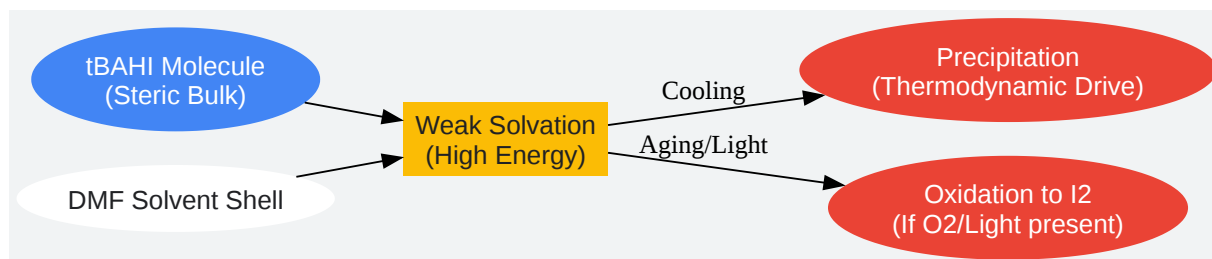 tBAHI Molecule
(Steric Bulk)
DMF Solvent Shell
Weak Solvation
(High Energy)
Cooling
Aging/Light
Precipitation
(Thermodynamic Drive)
Oxidation to I2
(If O2/Light present)